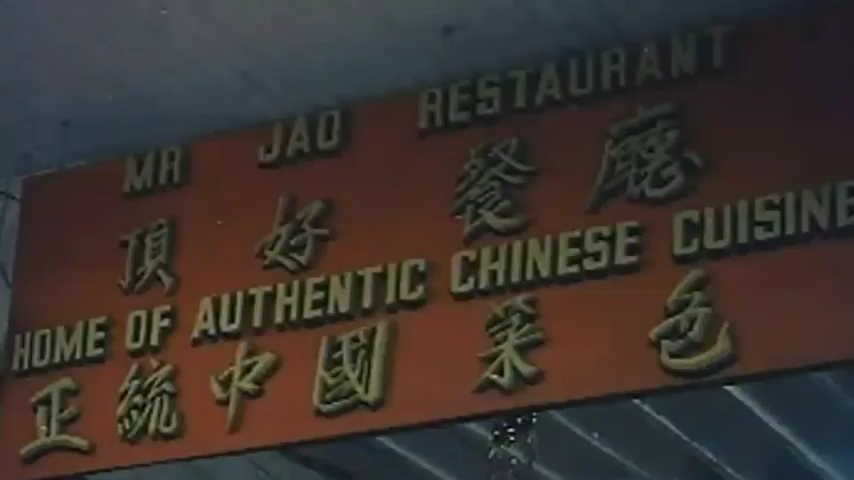 MR JAO RESTAURANT
頂好餐廳
HOME OF AUTHENTIC CHINESE CUISINE
正統中國菜色